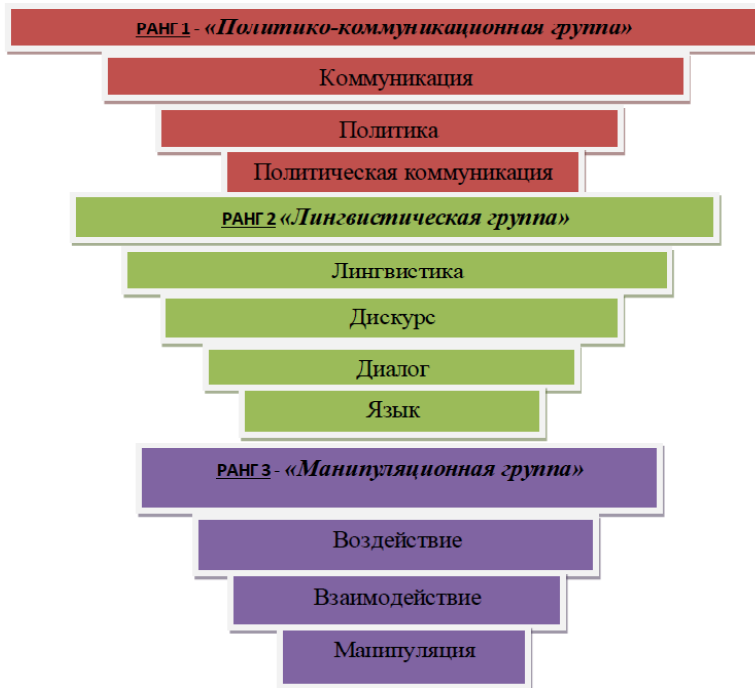 РАНГ 1 - «Политико-коммуникационная группа»
Коммуникация
Политика
Политическая коммуникация
РАНГ 2 «Лингвистическая группа»
Лингвистика
Дискурс
Диалог
Язык
РАНГ 3 - «Манипуляционная группа»
Воздействие
Взаимодействие
Манипуляция